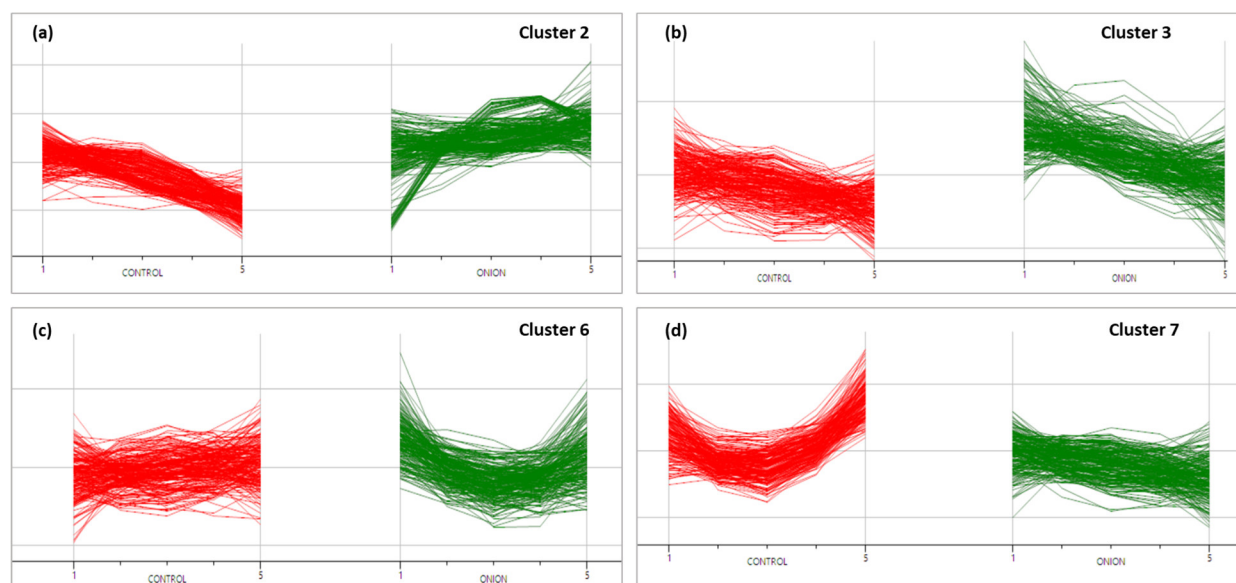 (a) Cluster 2
1 CONTROL 5 1 ONION 5
(b) Cluster 3
1 CONTROL 5 1 ONION 5
(c) Cluster 6
1 CONTROL 5 1 ONION 5
(d) Cluster 7
1 CONTROL 5 1 ONION 5